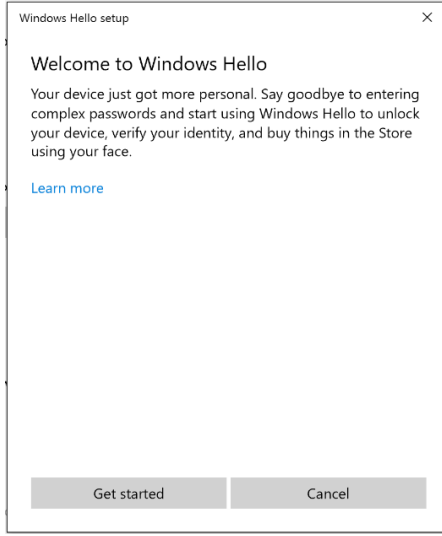 Windows Hello setup
Welcome to Windows Hello
Your device just got more personal. Say goodbye to entering
complex passwords and start using Windows Hello to unlock
your device, verify your identity, and buy things in the Store
using your face.
Learn more
Get started
Cancel